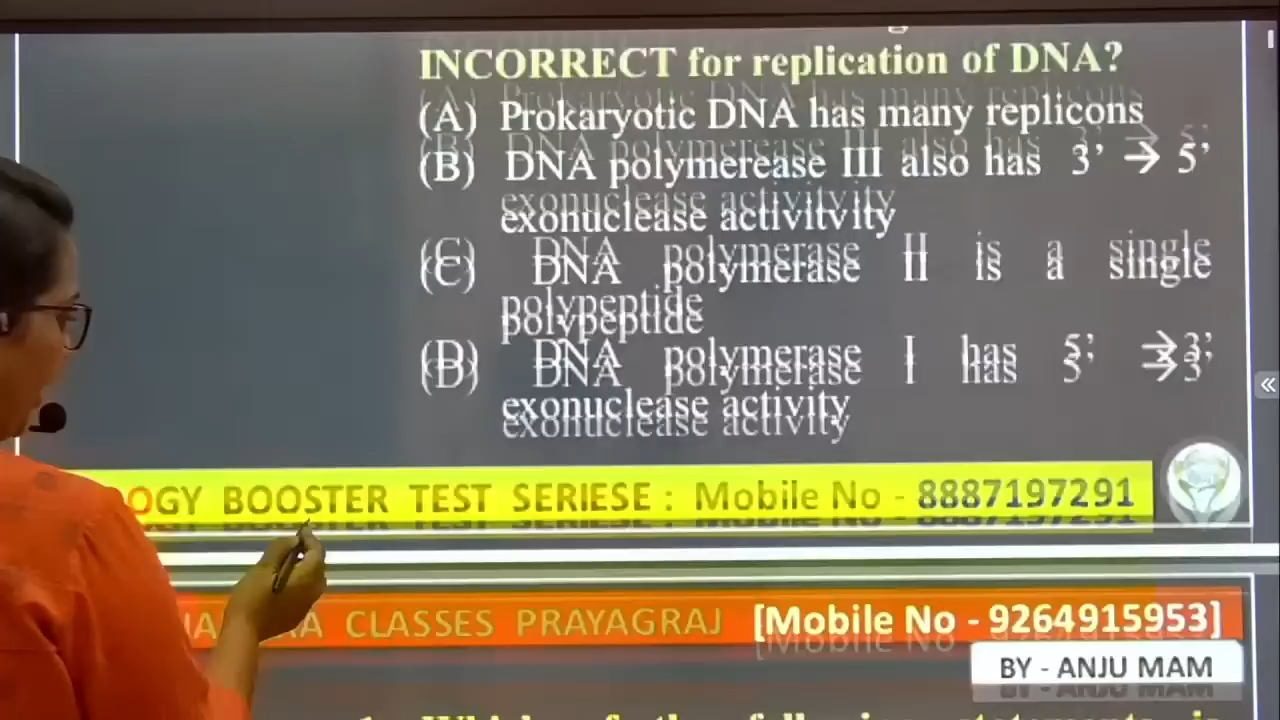 INCORRECT for replication of DNA?
(A) Prokaryotic DNA has many replicons
(B) DNA polymerease III also has 3’ → 5’
exonuclease activitvity
(C) DNA polymerase II is a single
polypeptide
(D) DNA polymerase I has 5’ →3’
exonuclease activity
OGY BOOSTER TEST SERIESE : Mobile No - 8887197291
CLASSES PRAYAGRAJ [Mobile No - 9264915953]
BY - ANJU MAM